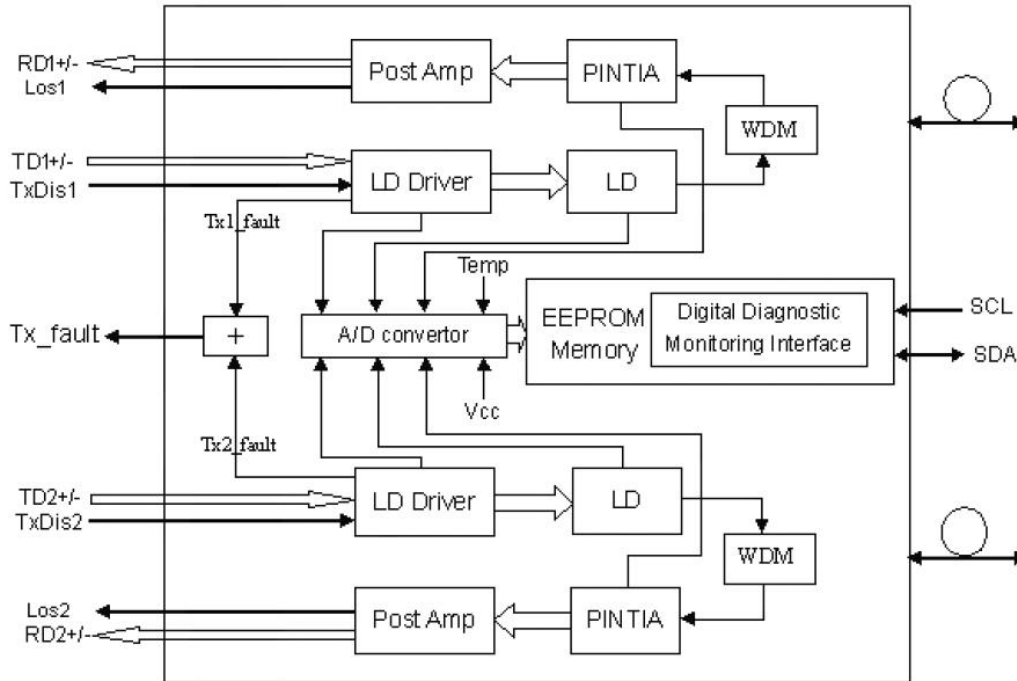 RD1+/-
Los1
Post Amp
PINTIA
WDM
TD1+/-
TxDis1
LD Driver
LD
Tx1_fault
Temp
Tx_fault
+
A/D convertor
EEPROM
Memory
Digital Diagnostic
Monitoring Interface
SCL
SDA
Vcc
Tx2_fault
TD2+/-
TxDis2
LD Driver
LD
WDM
Los2
RD2+/-
Post Amp
PINTIA